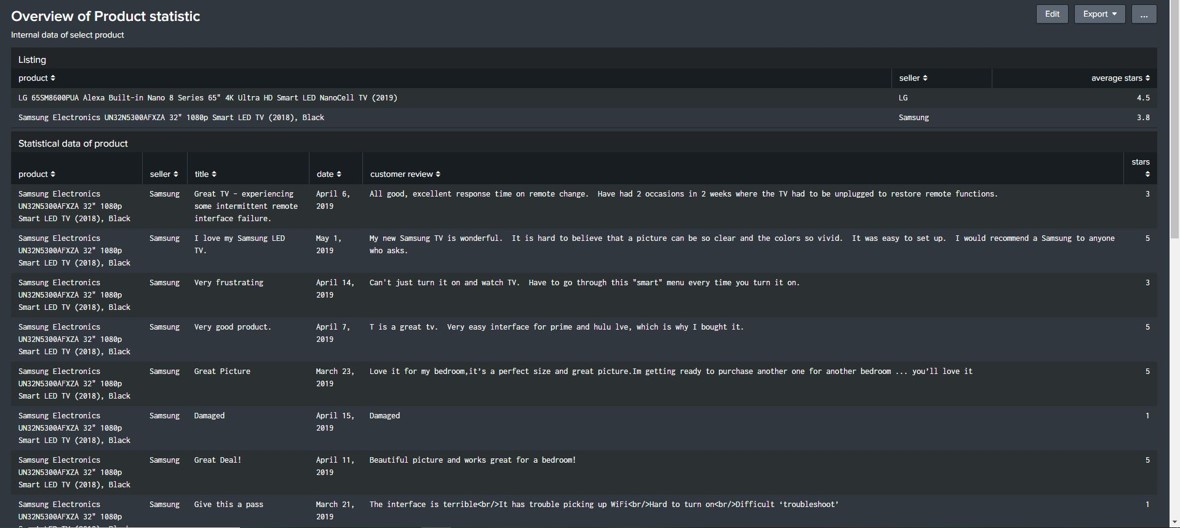 Overview of Product statistic
Edit
Export
...
Internal data of select product
Listing
product seller average stars
LG 65SM8600PUA Alexa Built-in Nano 8 Series 65" 4K Ultra HD Smart LED NanoCell TV (2019) LG 4.5
Samsung Electronics UN32N5300AFXZA 32" 1080p Smart LED TV (2018), Black Samsung 3.8
Statistical data of product
stars
product seller title date customer review
Samsung Electronics Samsung Great TV - experiencing April 6, All good, excellent response time on remote change. Have had 2 occasions in 2 weeks where the TV had to be unplugged to restore remote functions. 3
UN32N5300AFXZA 32" 1080p some intermittent remote 2019
Smart LED TV (2018), Black interface failure.
Samsung Electronics Samsung I love my Samsung LED May 1, My new Samsung TV is wonderful. It is hard to believe that a picture can be so clear and the colors so vivid. It was easy to set up. I would recommend a Samsung to anyone 5
UN32N5300AFXZA 32" 1080p TV. 2019 who asks.
Smart LED TV (2018), Black
Samsung Electronics Samsung Very frustrating April 14, Can't just turn it on and watch TV. Have to go through this "smart" menu every time you turn it on. 3
UN32N5300AFXZA 32" 1080p 2019
Smart LED TV (2018), Black
Samsung Electronics Samsung Very good product. April 7, T is a great tv. Very easy interface for prime and hulu lve, which is why I bought it. 5
UN32N5300AFXZA 32" 1080p 2019
Smart LED TV (2018), Black
Samsung Electronics Samsung Great Picture March 23, Love it for my bedroom,it's a perfect size and great picture.Im getting ready to purchase another one for another bedroom ... you'll love it 5
UN32N5300AFXZA 32" 1080p 2019
Smart LED TV (2018), Black
Samsung Electronics Samsung Damaged April 15, Damaged 1
UN32N5300AFXZA 32" 1080p 2019
Smart LED TV (2018), Black
Samsung Electronics Samsung Great Deal! April 11, Beautiful picture and works great for a bedroom! 5
UN32N5300AFXZA 32" 1080p 2019
Smart LED TV (2018), Black
Samsung Electronics Samsung Give this a pass March 21, The interface is terrible<br/>It has trouble picking up WiFi<br/>Hard to turn on<br/>Difficult ‘troubleshoot’ 1
UN32N5300AFXZA 32" 1080p 2019